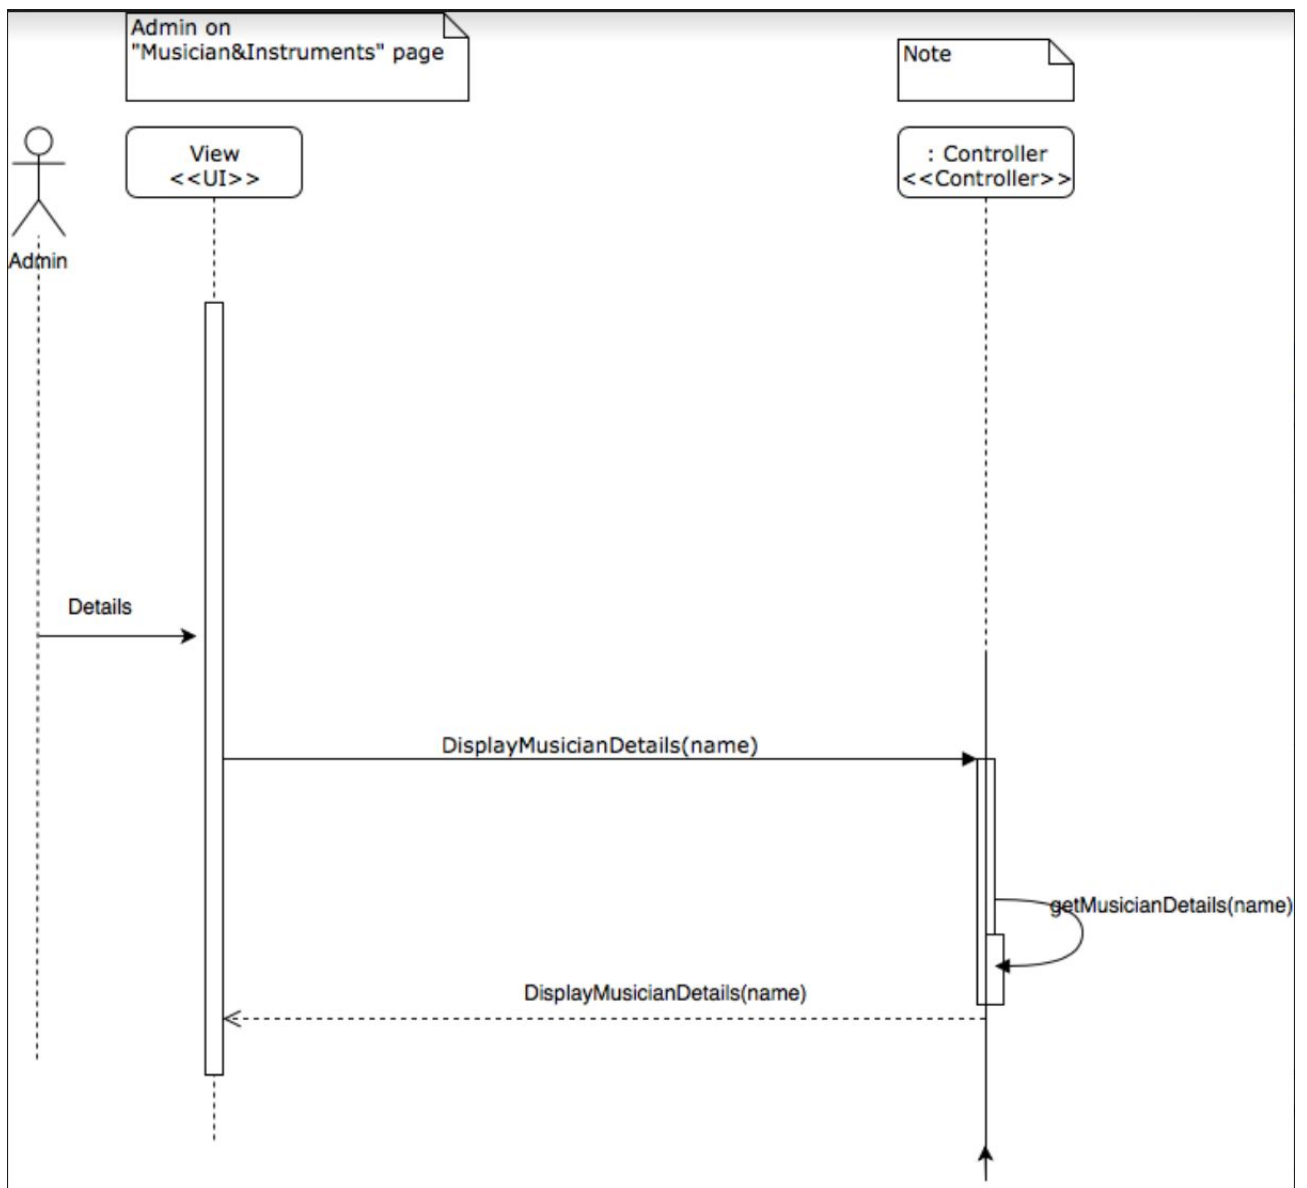 Admin on
"Musician&Instruments" page
Note
View
<<UI>>
: Controller
<<Controller>>
Admin
Details
DisplayMusicianDetails(name)
getMusicianDetails(name)
DisplayMusicianDetails(name)